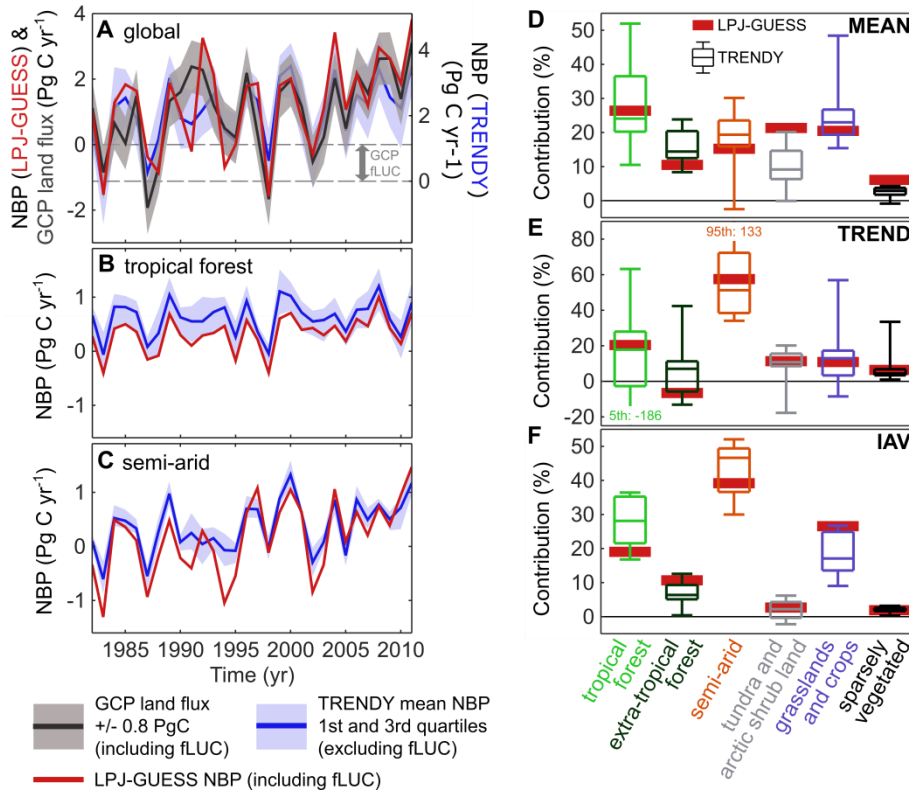 NBP (LPJ-GUESS) &
GCP land flux (Pg C yr⁻¹)
A global
4
2
0
-2
4
2
0
NBP (TRENDY)
(Pg C yr-1)
GCP
fLUC
NBP (Pg C yr⁻¹)
B tropical forest
1
0
-1
NBP (Pg C yr⁻¹)
C semi-arid
1
0
-1
1985 1990 1995 2000 2005 2010
Time (yr)
GCP land flux
+/- 0.8 PgC
(including fLUC)
TRENDY mean NBP
1st and 3rd quartiles
(excluding fLUC)
LPJ-GUESS NBP (including fLUC)
D
LPJ-GUESS
TRENDY
MEAN
Contribution (%)
50
40
30
20
10
0
E
95th: 133
TREND
Contribution (%)
60
40
20
0
-20
5th: -186
F
IAV
Contribution (%)
50
40
30
20
10
0
tropical
forest
extra-tropical
forest
semi-arid
tundra and
arctic shrub land
grasslands
and crops
sparsely
vegetated